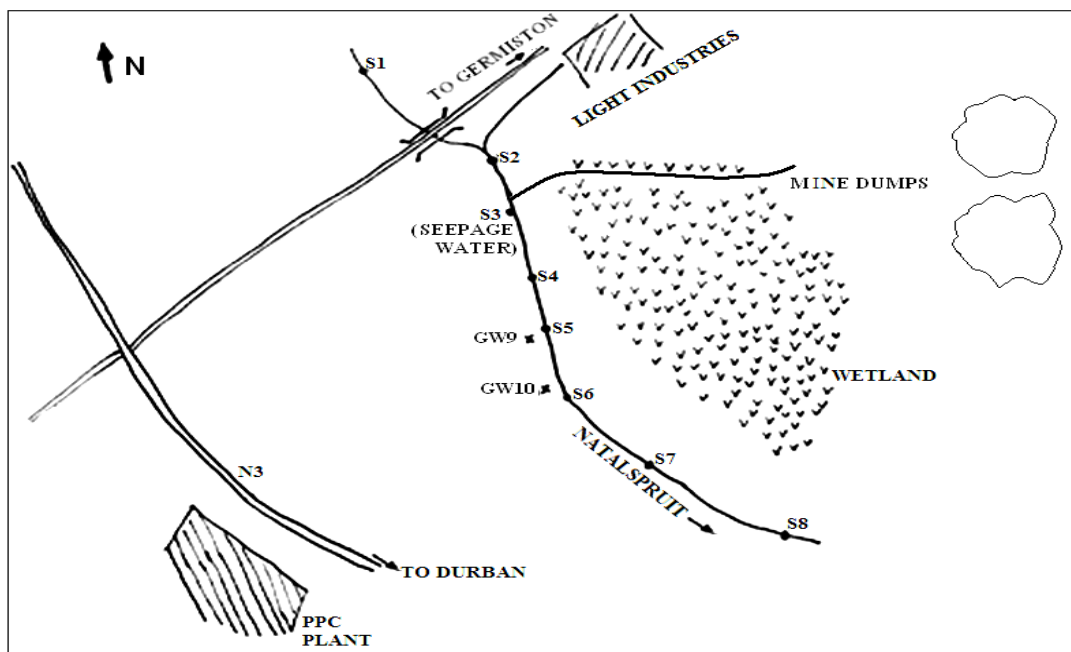 N
S1
TO GERMISTON
LIGHT INDUSTRIES
S2
MINE DUMPS
S3
(SEEPAGE
WATER)
S4
S5
GW9
GW10
S6
WETLAND
N3
S7
NATALSPRUIT
S8
TO DURBAN
PPC
PLANT